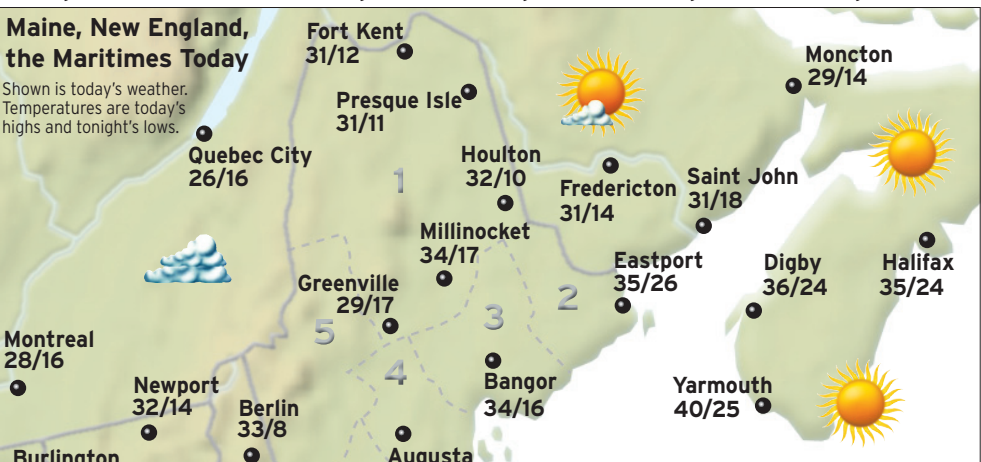 Maine, New England,
the Maritimes Today
Shown is today's weather.
Temperatures are today's
highs and tonight's lows.
Fort Kent
31/12
Moncton
29/14
Presque Isle
31/11
Quebec City
26/16
Houlton
32/10
1
Fredericton
31/14
Saint John
31/18
Millinocket
34/17
Eastport
35/26
Digby
36/24
Halifax
35/24
Greenville
29/17
5
3
2
4
Montreal
28/16
Newport
32/14
Berlin
33/8
Bangor
34/16
Yarmouth
40/25
Burlington
Augusta